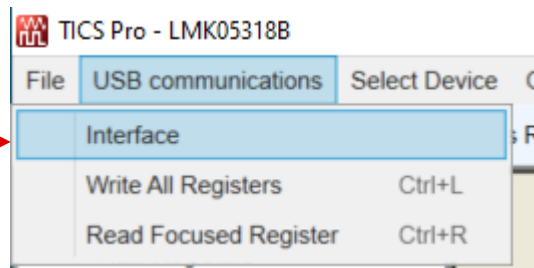 TICS Pro - LMK05318B
File USB communications Select Device
Interface
Write All Registers Ctrl+L
Read Focused Register Ctrl+R